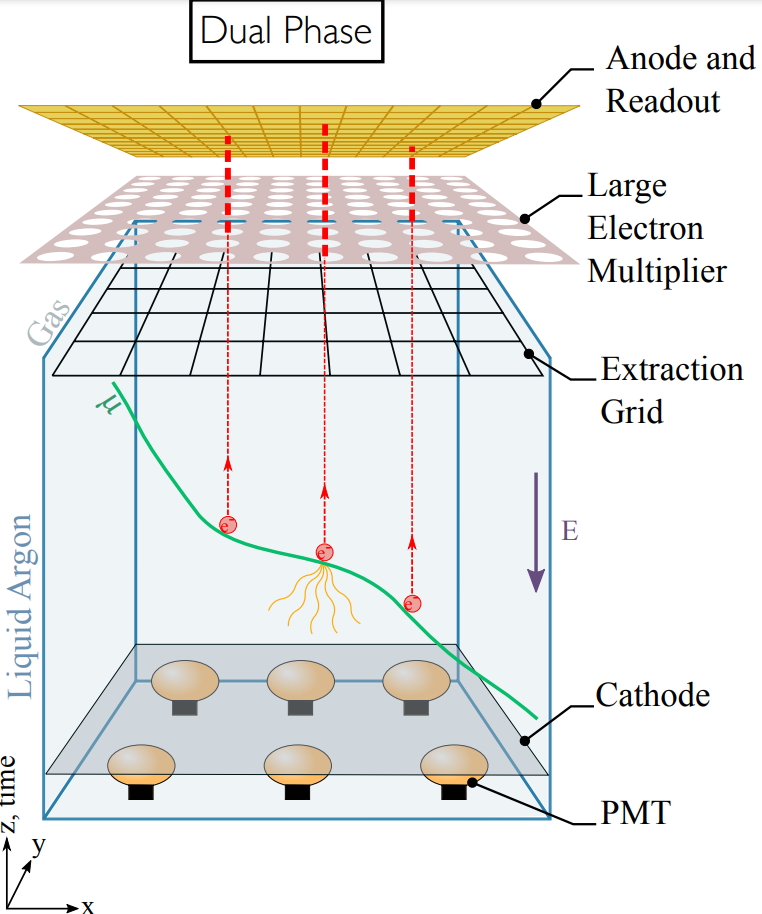 Dual Phase
Anode and
Readout
Large
Electron
Multiplier
Gas
Extraction
Grid
μ
e-
e-
e-
E
Liquid Argon
Cathode
PMT
z, time
y
x